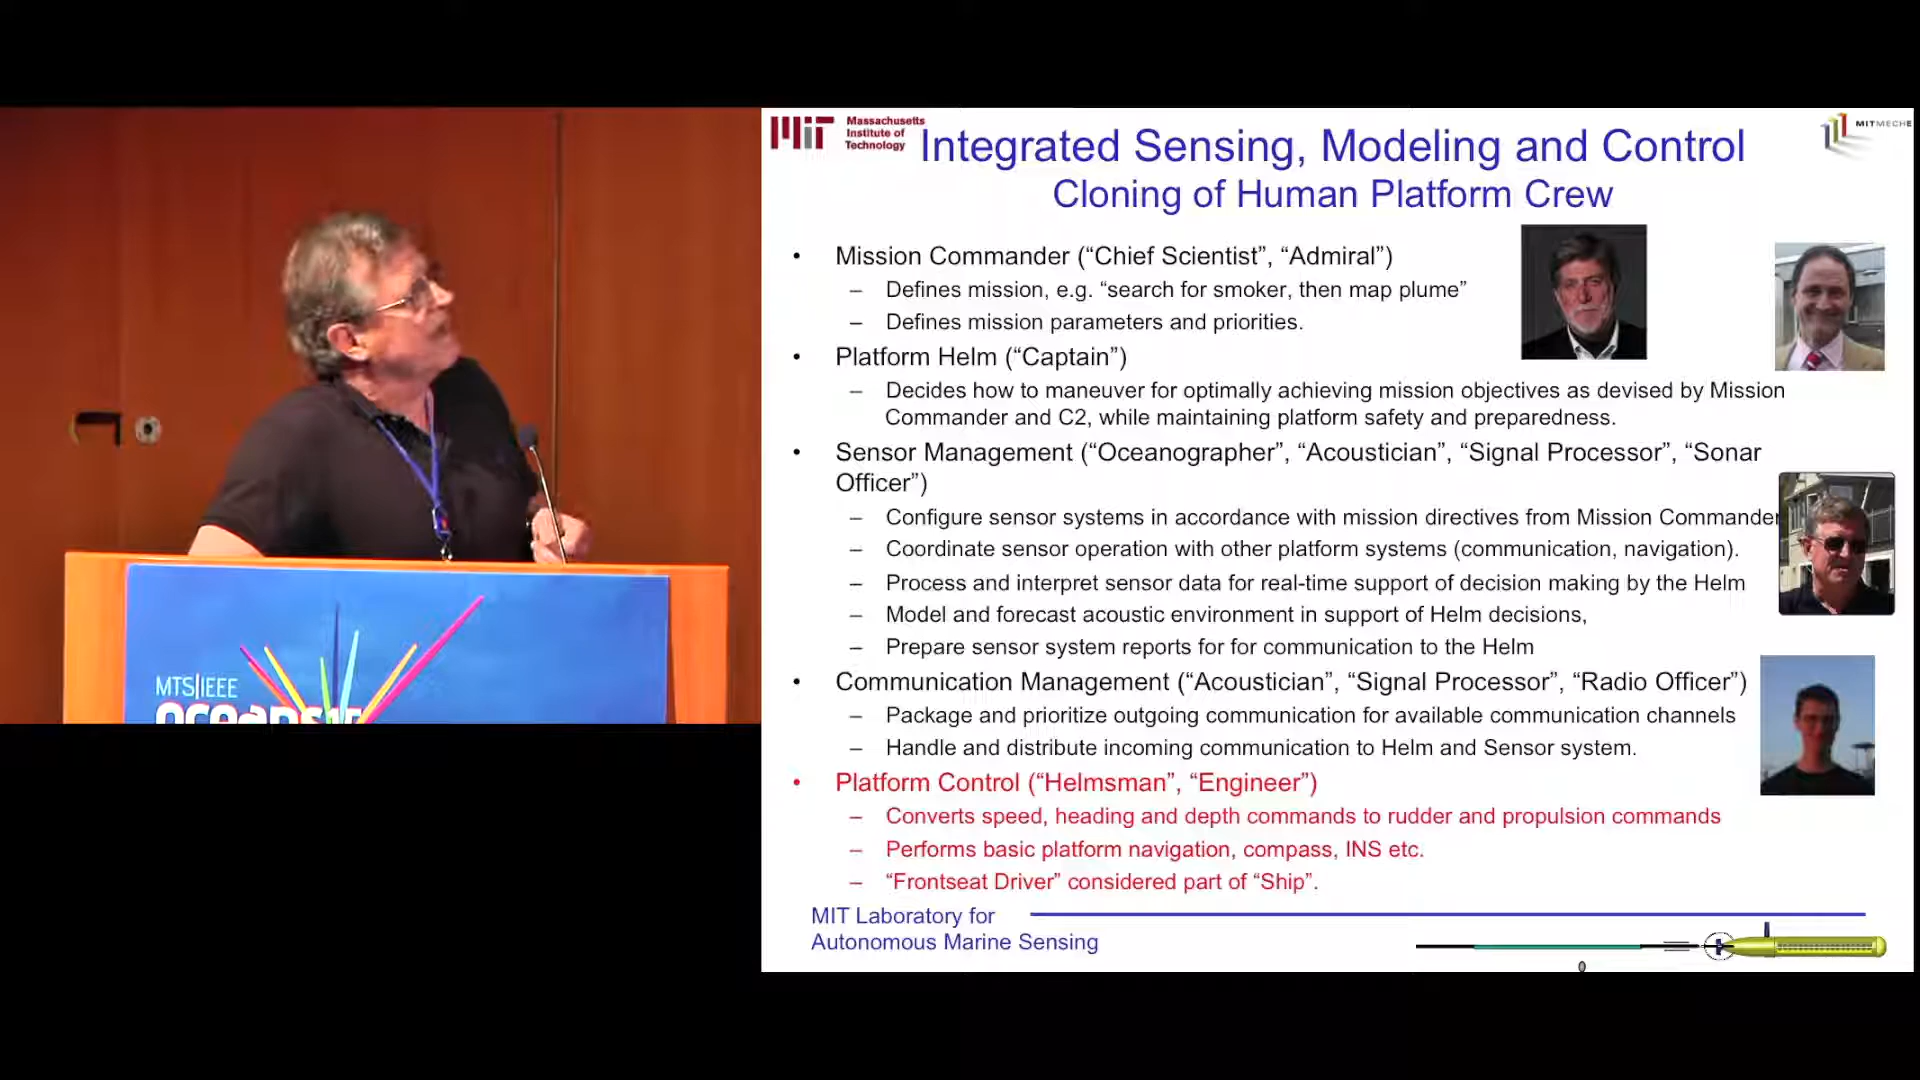 Massachusetts
Institute of
Technology
MITMECHE
Integrated Sensing, Modeling and Control
Cloning of Human Platform Crew
• Mission Commander (“Chief Scientist”, “Admiral”)
– Defines mission, e.g. “search for smoker, then map plume”
– Defines mission parameters and priorities.
• Platform Helm (“Captain”)
– Decides how to maneuver for optimally achieving mission objectives as devised by Mission
Commander and C2, while maintaining platform safety and preparedness.
• Sensor Management (“Oceanographer”, “Acoustician”, “Signal Processor”, “Sonar
Officer”)
– Configure sensor systems in accordance with mission directives from Mission Commander
– Coordinate sensor operation with other platform systems (communication, navigation).
– Process and interpret sensor data for real-time support of decision making by the Helm
– Model and forecast acoustic environment in support of Helm decisions,
– Prepare sensor system reports for for communication to the Helm
• Communication Management (“Acoustician”, “Signal Processor”, “Radio Officer”)
– Package and prioritize outgoing communication for available communication channels
– Handle and distribute incoming communication to Helm and Sensor system.
• Platform Control (“Helmsman”, “Engineer”)
– Converts speed, heading and depth commands to rudder and propulsion commands
– Performs basic platform navigation, compass, INS etc.
– “Frontseat Driver” considered part of “Ship”.
MIT Laboratory for
Autonomous Marine Sensing
MTS|IEEE